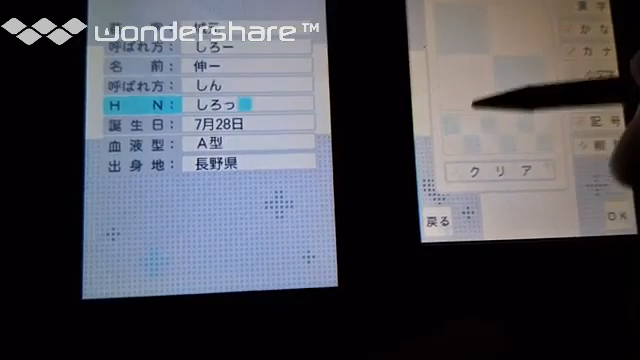 wondershare™
呼ばれ方： しろー
名 前： 伸一
呼ばれ方： しん
H N： しろっ
誕生日： 7月28日
血液型： A型
出身地： 長野県
漢字
かな
カナ
記号
クリア
戻る
OK